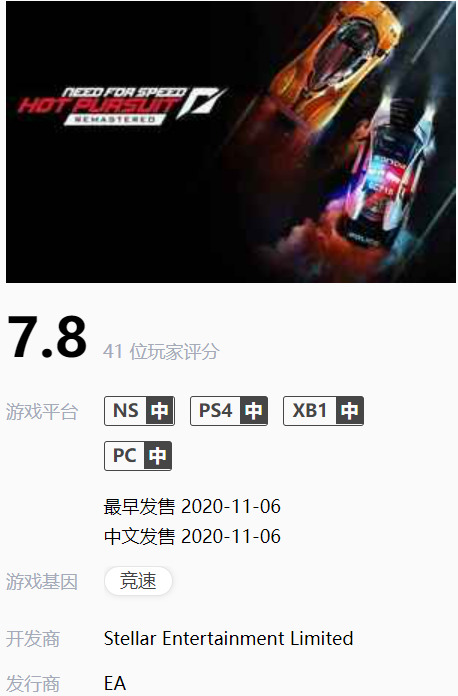 NEED FOR SPEED
HOT PURSUIT
REMASTERED
7.8 41 位玩家评分
游戏平台 NS 中 PS4 中 XB1 中
PC 中
最早发售 2020-11-06
中文发售 2020-11-06
游戏基因 竞速
开发商 Stellar Entertainment Limited
发行商 EA